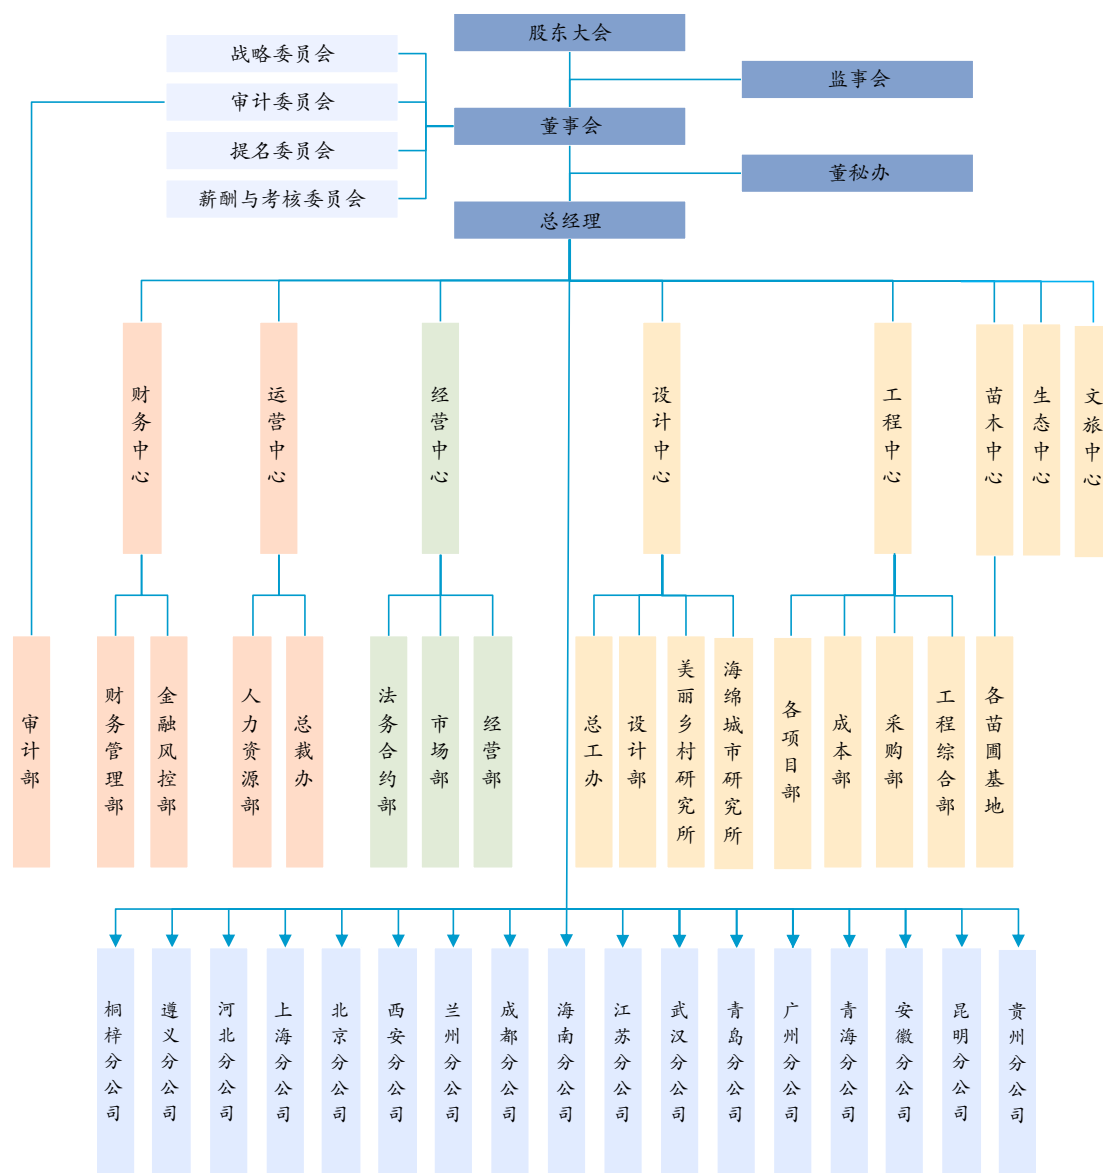 股东大会
战略委员会
监事会
审计委员会
董事会
提名委员会
董秘办
薪酬与考核委员会
总经理
财务中心
运营中心
经营中心
设计中心
工程中心
苗木中心
生态中心
文旅中心
审计部
财务管理部
金融风控部
人力资源部
总裁办
法务合约部
市场部
经营部
总工办
设计部
美丽乡村研究所
海绵城市研究所
各项目部
成本部
采购部
工程综合部
各苗圃基地
桐梓分公司
遵义分公司
河北分公司
上海分公司
北京分公司
西安分公司
兰州分公司
成都分公司
海南分公司
江苏分公司
武汉分公司
青岛分公司
广州分公司
青海分公司
安徽分公司
昆明分公司
贵州分公司